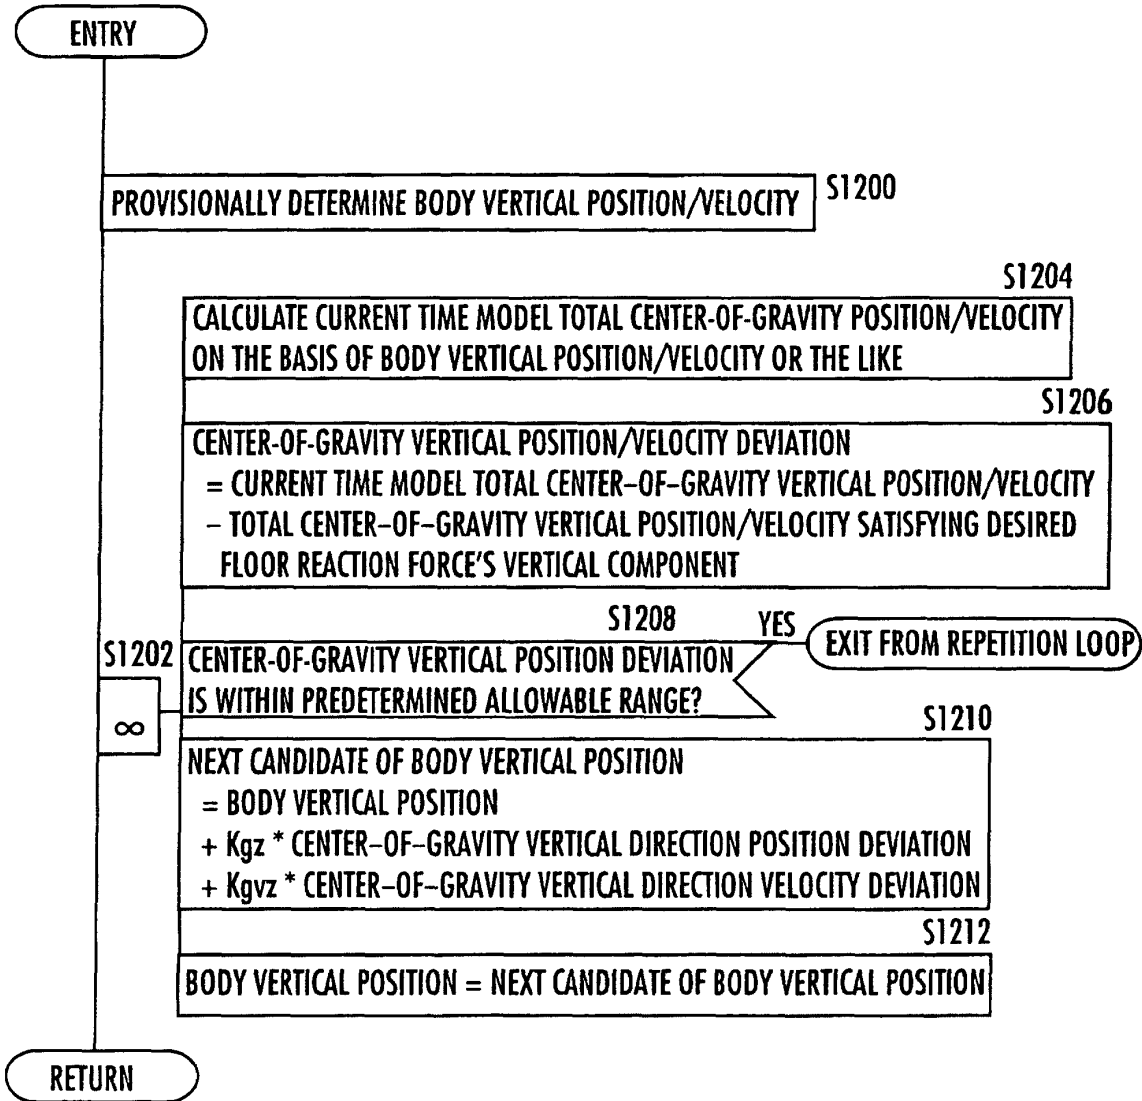 ENTRY
PROVISIONALLY DETERMINE BODY VERTICAL POSITION/VELOCITY
S1200
S1204
CALCULATE CURRENT TIME MODEL TOTAL CENTER-OF-GRAVITY POSITION/VELOCITY
ON THE BASIS OF BODY VERTICAL POSITION/VELOCITY OR THE LIKE
S1206
CENTER-OF-GRAVITY VERTICAL POSITION/VELOCITY DEVIATION
= CURRENT TIME MODEL TOTAL CENTER–OF–GRAVITY VERTICAL POSITION/VELOCITY
– TOTAL CENTER–OF–GRAVITY VERTICAL POSITION/VELOCITY SATISFYING DESIRED
FLOOR REACTION FORCE'S VERTICAL COMPONENT
S1208
YES
EXIT FROM REPETITION LOOP
S1202
∞
CENTER-OF-GRAVITY VERTICAL POSITION DEVIATION
IS WITHIN PREDETERMINED ALLOWABLE RANGE?
S1210
NEXT CANDIDATE OF BODY VERTICAL POSITION
= BODY VERTICAL POSITION
+ Kgz * CENTER–OF–GRAVITY VERTICAL DIRECTION POSITION DEVIATION
+ Kgvz * CENTER–OF–GRAVITY VERTICAL DIRECTION VELOCITY DEVIATION
S1212
BODY VERTICAL POSITION = NEXT CANDIDATE OF BODY VERTICAL POSITION
RETURN